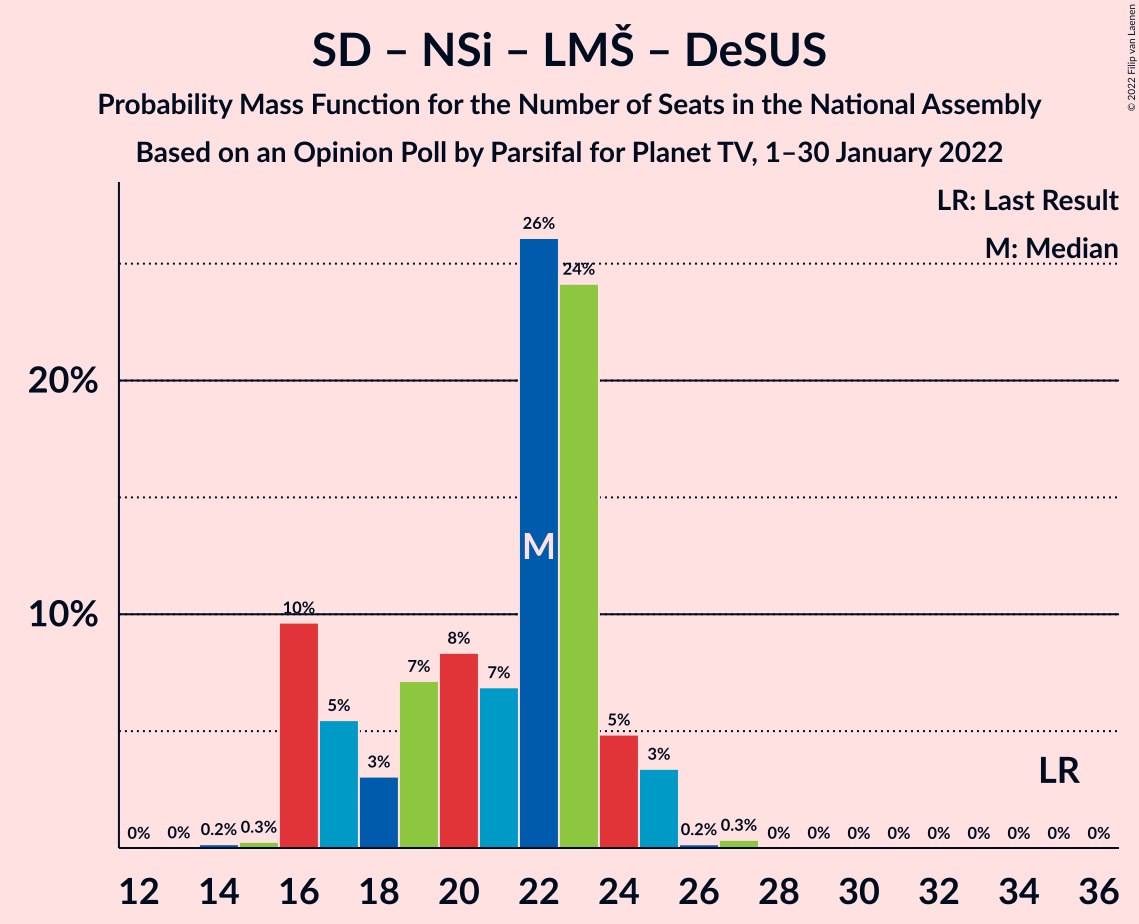 SD – NSi – LMŠ – DeSUS
Probability Mass Function for the Number of Seats in the National Assembly
Based on an Opinion Poll by Parsifal for Planet TV, 1–30 January 2022
© 2022 Filip van Laenen
LR: Last Result
M: Median
20%
10%
0% 0% 0.2% 0.3% 10% 5% 3% 7% 8% 7% 26% 24% 5% 3% 0.2% 0.3% 0% 0% 0% 0% 0% 0% 0% 0% 0%
M
LR
12 14 16 18 20 22 24 26 28 30 32 34 36